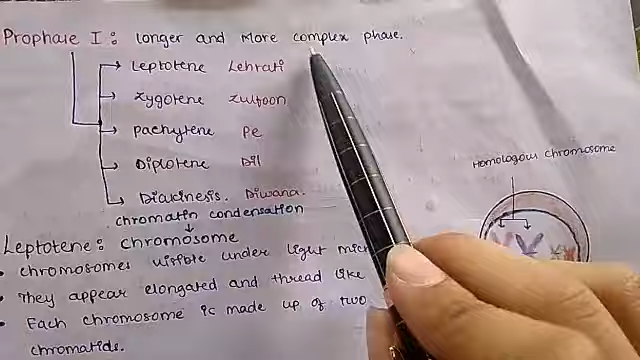 Prophase I : longer and More complex phase.
Leptotene Lehrati
Zygotene Zulfoon
pachytene Pe
Diplotene Dil
Diakinesis. Diwana.
Homologous chromosome
chromatin condensation
Leptotene : chromosome
• chromosomes visible under light
• They appear elongated and thread like
• Each chromosome is made up of two
chromatids.